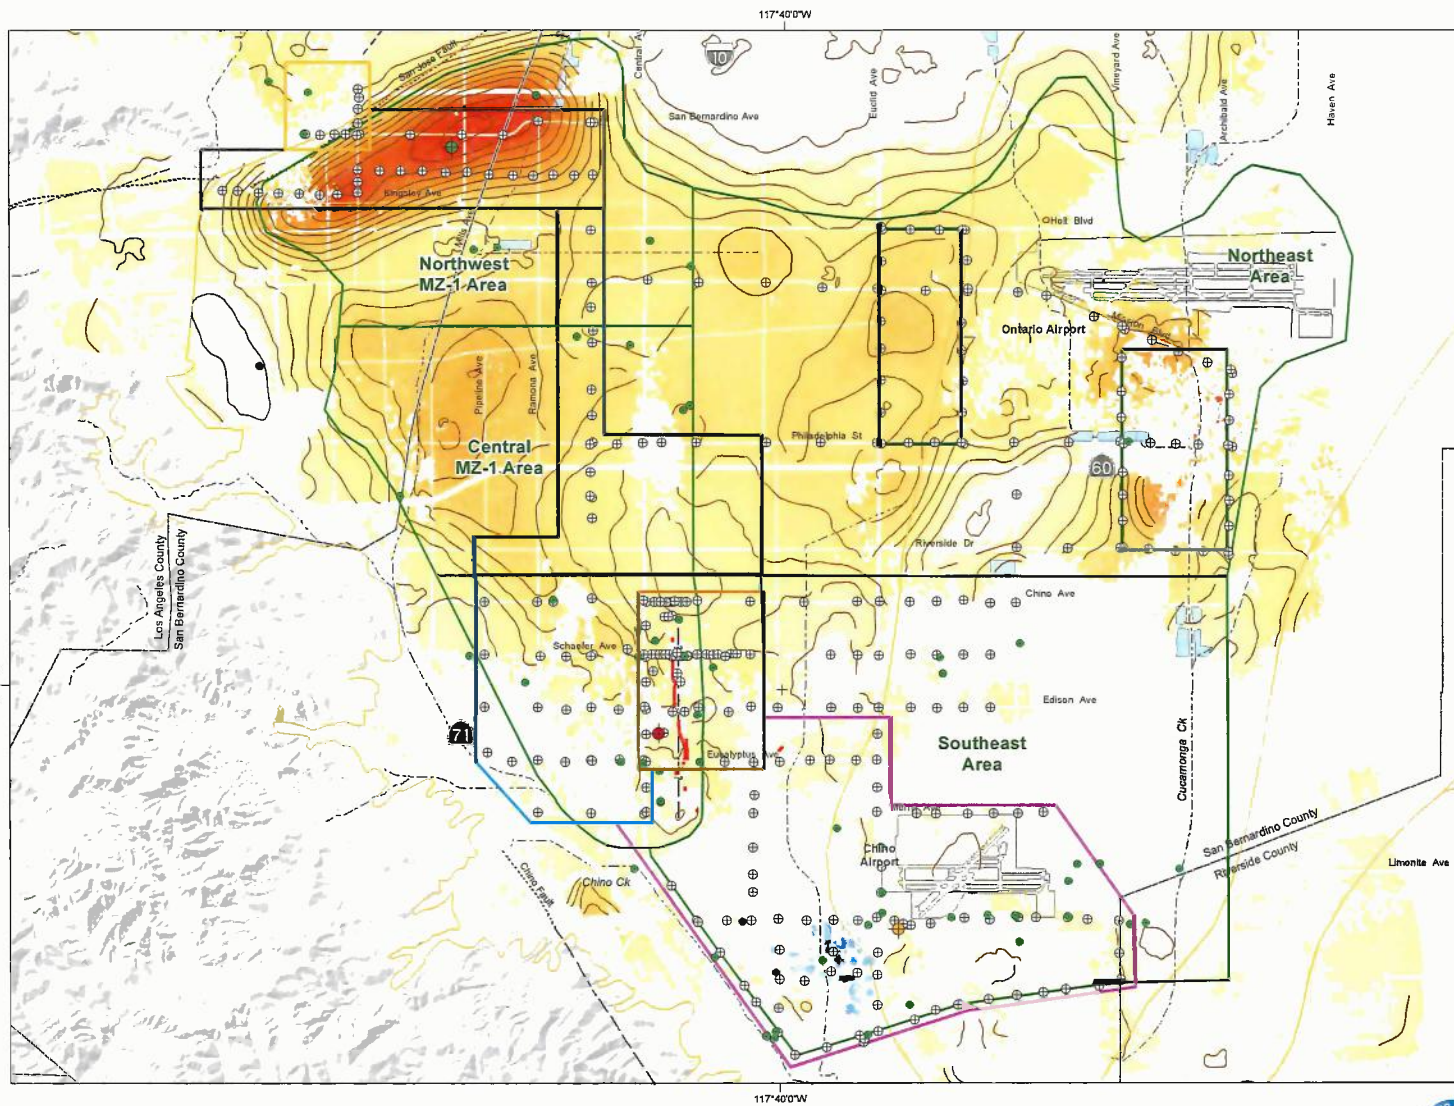 117°40'0"W
San Jose Fault
Central Av
10
San Bernardino Ave
Euclid Ave
Vineyard Ave
Archibald Ave
Haven Ave
Kingsley Ave
Mills Ave
Holt Blvd
Northwest
MZ-1 Area
Northeast
Area
Mission Blvd
Ontario Airport
Pipeline Ave
Ramona Ave
Philadelphia St
Central
MZ-1 Area
60
Riverside Dr
Los Angeles County
San Bernardino County
Chino Ave
Schaefer Ave
Edison Ave
71
Eucalyptus Ave
Southeast
Area
Cucamonga Ck
Chino
Airport
San Bernardino County
Riverside County
Limonite Ave
Chino Fault
Chino Ck
117°40'0"W